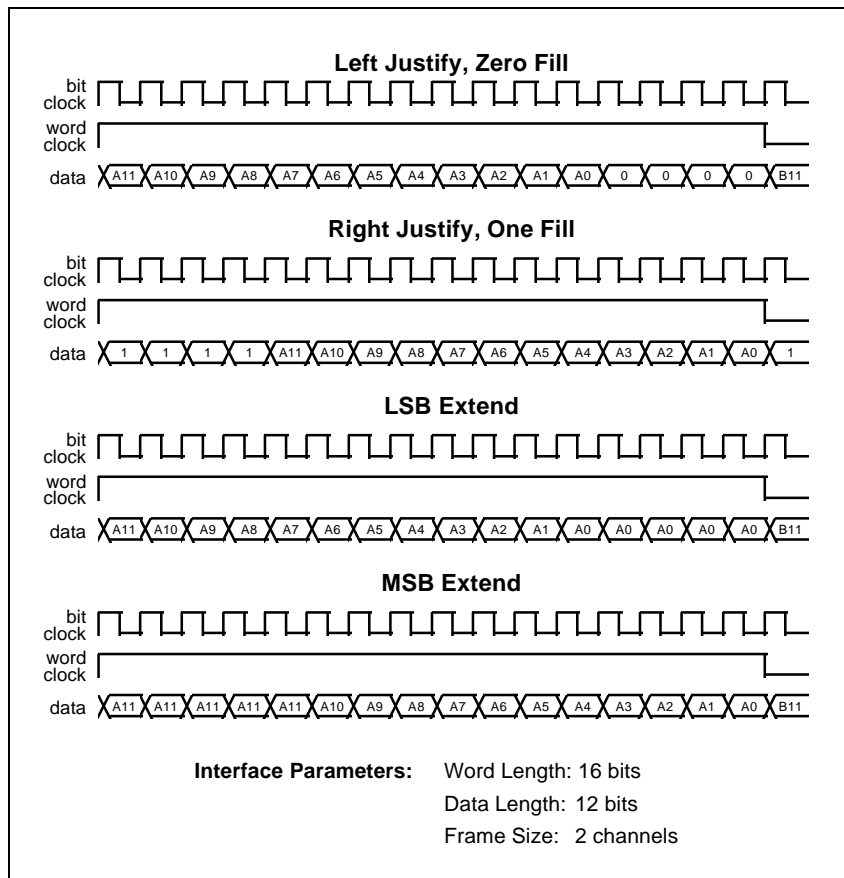 Left Justify, Zero Fill
bit
clock
word
clock
data A11 A10 A9 A8 A7 A6 A5 A4 A3 A2 A1 A0 0 0 0 0 B11
Right Justify, One Fill
bit
clock
word
clock
data 1 1 1 1 A11 A10 A9 A8 A7 A6 A5 A4 A3 A2 A1 A0 1
LSB Extend
bit
clock
word
clock
data A11 A10 A9 A8 A7 A6 A5 A4 A3 A2 A1 A0 A0 A0 A0 A0 B11
MSB Extend
bit
clock
word
clock
data A11 A11 A11 A11 A11 A10 A9 A8 A7 A6 A5 A4 A3 A2 A1 A0 B11
Interface Parameters: Word Length: 16 bits
Data Length: 12 bits
Frame Size: 2 channels